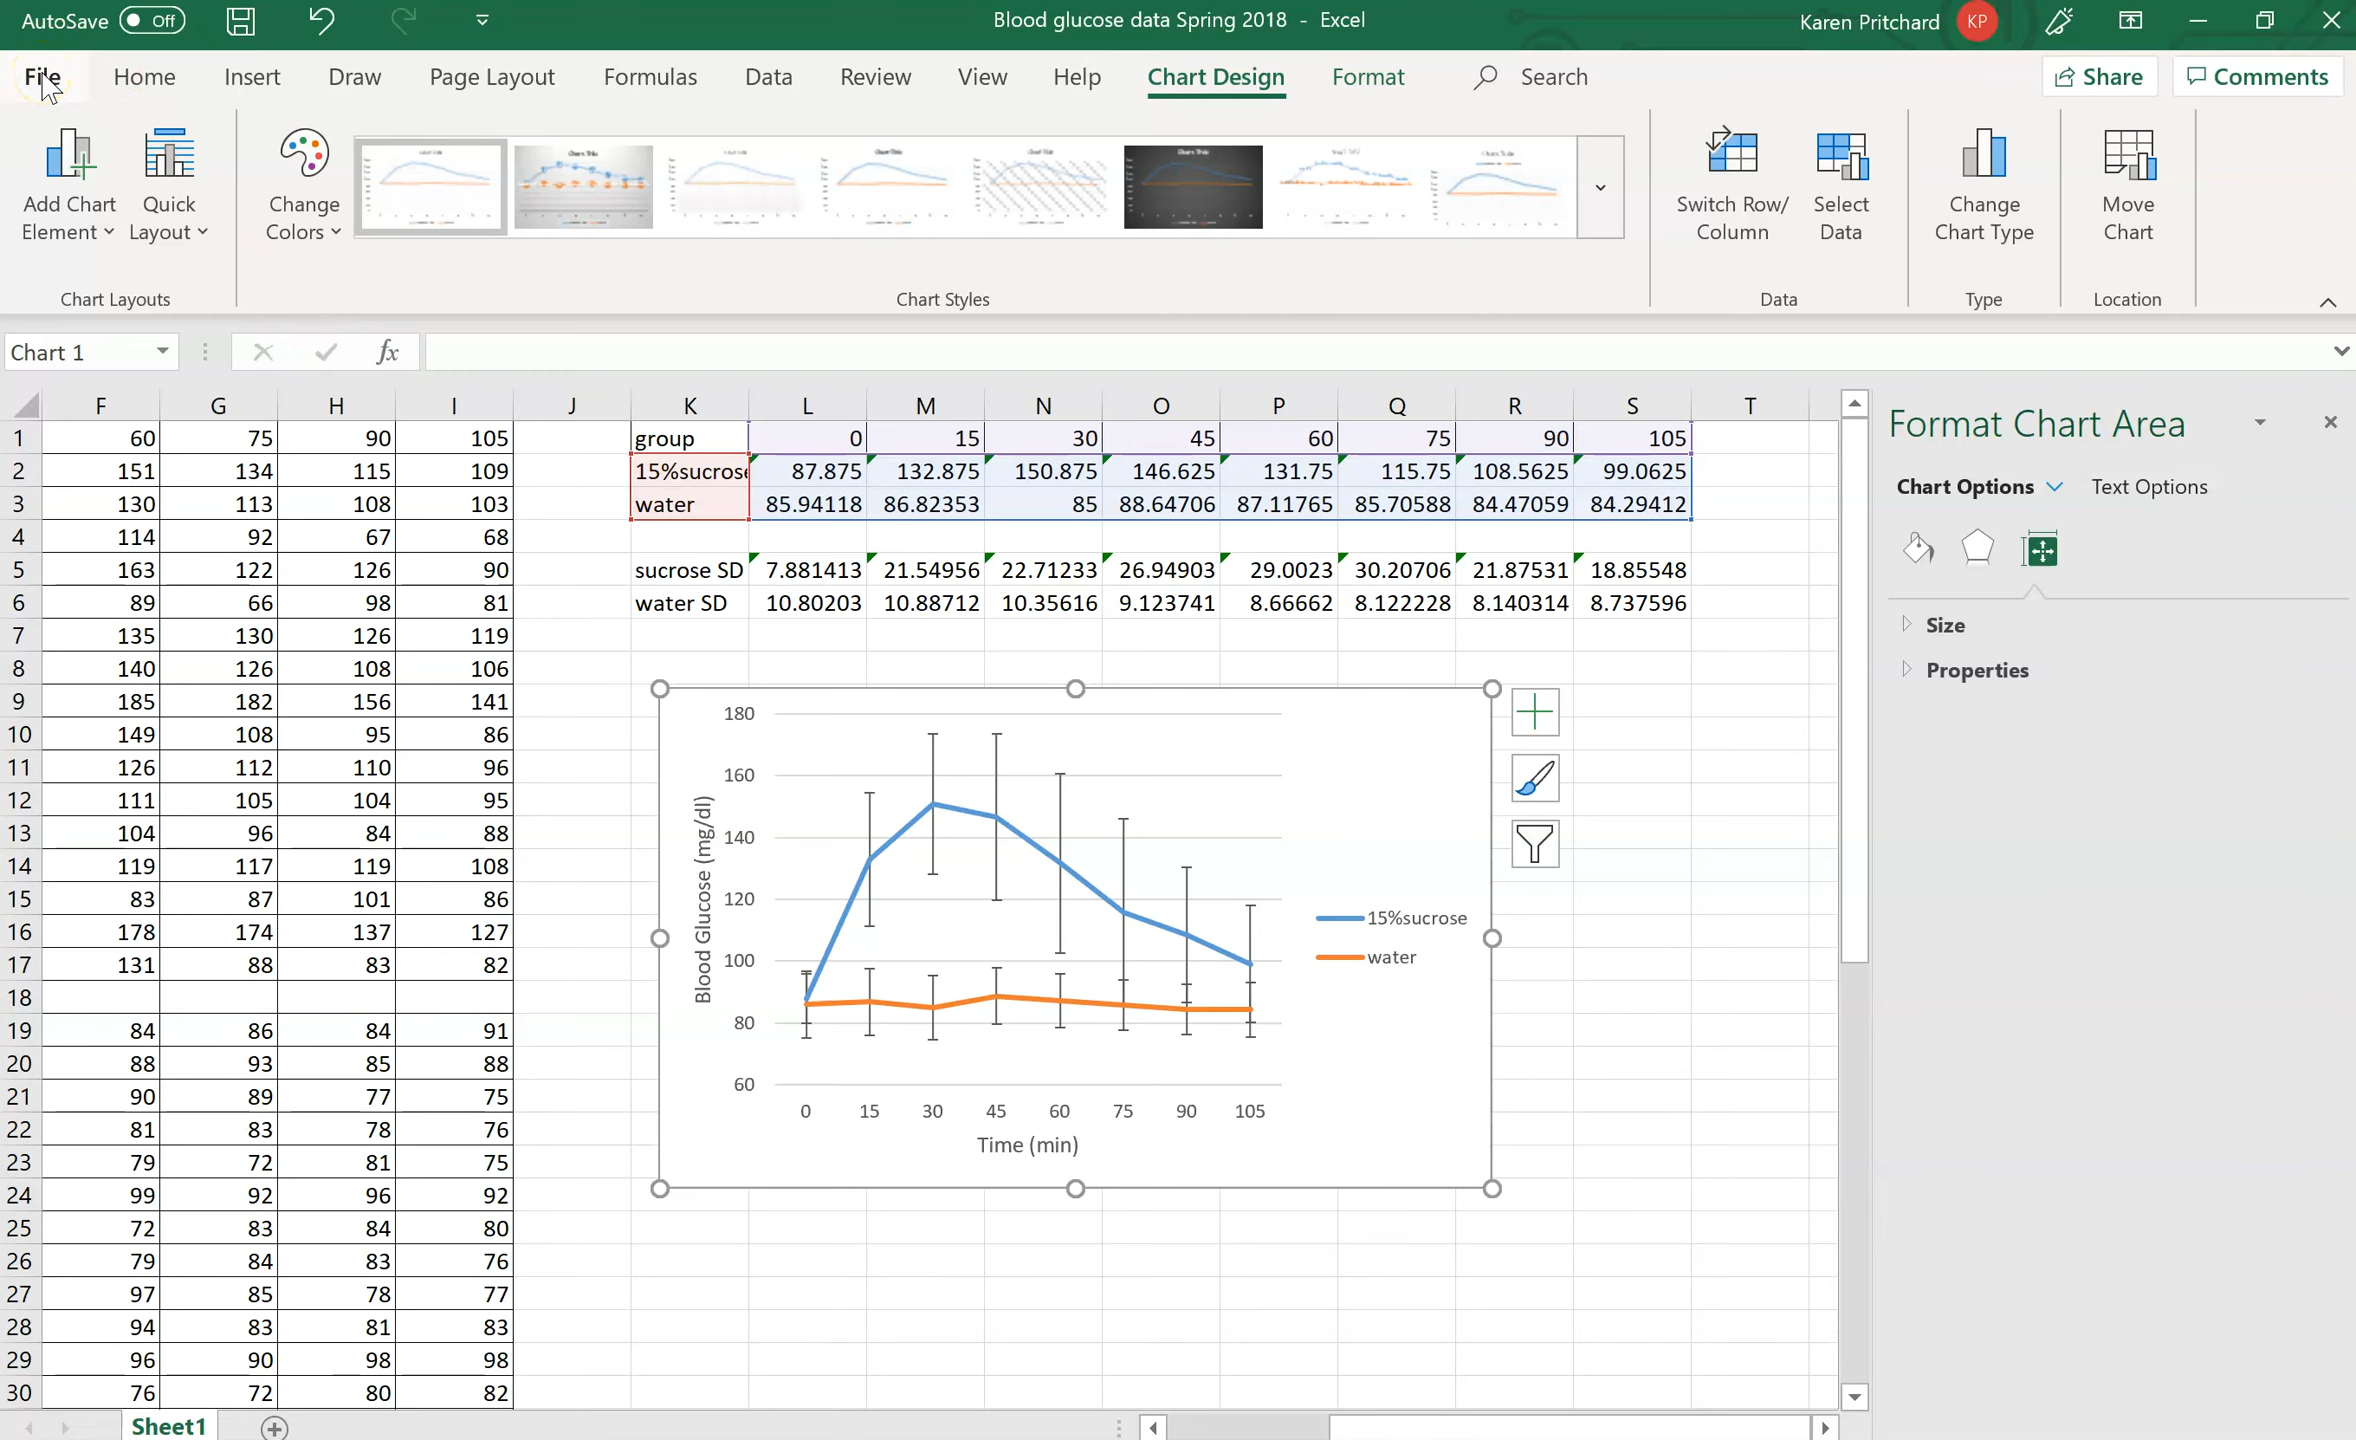 AutoSave Off Blood glucose data Spring 2018 - Excel Karen Pritchard KP
File Home Insert Draw Page Layout Formulas Data Review View Help Chart Design Format Search Share Comments
Add Chart Element Quick Layout Change Colors Switch Row/ Column Select Data Change Chart Type Move Chart
Chart Layouts Chart Styles Data Type Location
Chart 1 fx
F G H I J K L M N O P Q R S T
1 60 75 90 105 group 0 15 30 45 60 75 90 105
2 151 134 115 109 15%sucrose 87.875 132.875 150.875 146.625 131.75 115.75 108.5625 99.0625
3 130 113 108 103 water 85.94118 86.82353 85 88.64706 87.11765 85.70588 84.47059 84.29412
4 114 92 67 68
5 163 122 126 90 sucrose SD 7.881413 21.54956 22.71233 26.94903 29.0023 30.20706 21.87531 18.85548
6 89 66 98 81 water SD 10.80203 10.88712 10.35616 9.123741 8.66662 8.122228 8.140314 8.737596
7 135 130 126 119
8 140 126 108 106
9 185 182 156 141
10 149 108 95 86
11 126 112 110 96
12 111 105 104 95
13 104 96 84 88
14 119 117 119 108
15 83 87 101 86
16 178 174 137 127
17 131 88 83 82
18
19 84 86 84 91
20 88 93 85 88
21 90 89 77 75
22 81 83 78 76
23 79 72 81 75
24 99 92 96 92
25 72 83 84 80
26 79 84 83 76
27 97 85 78 77
28 94 83 81 83
29 96 90 98 98
30 76 72 80 82
180
160
140
120
100
80
60
Blood Glucose (mg/dl)
0 15 30 45 60 75 90 105
Time (min)
15%sucrose
water
Format Chart Area
Chart Options Text Options
Size
Properties
Sheet1